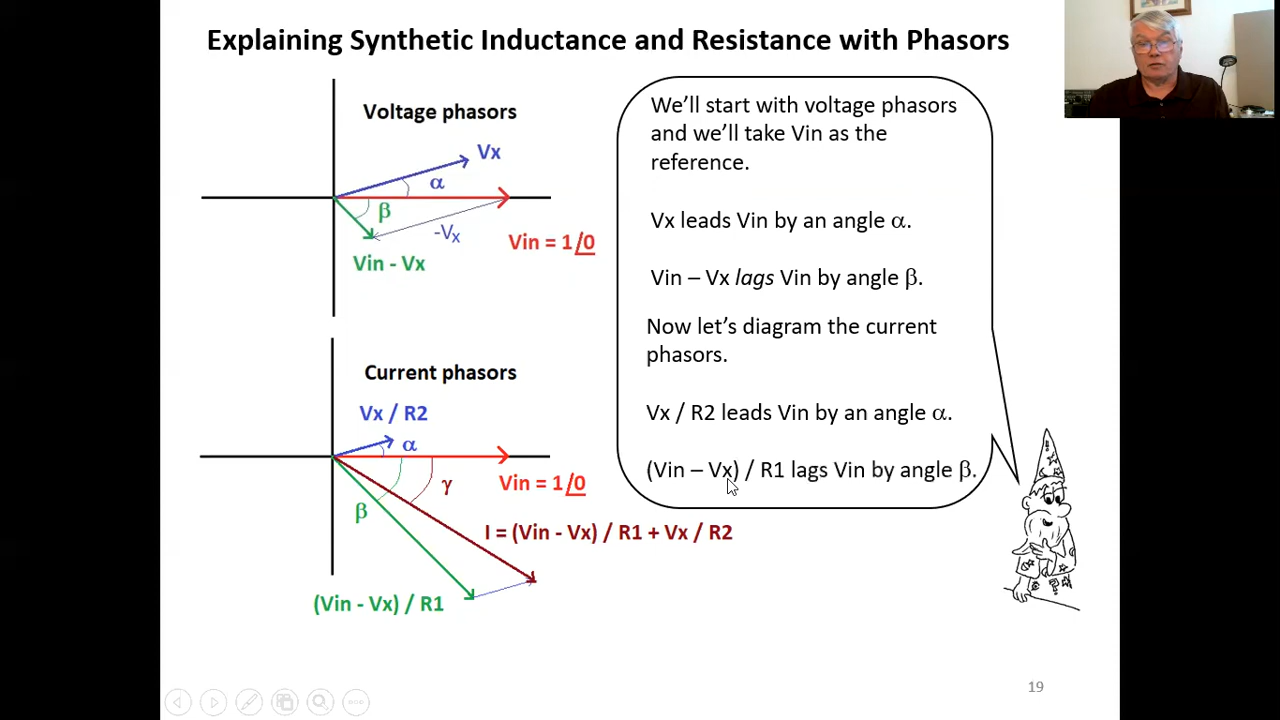 Explaining Synthetic Inductance and Resistance with Phasors
Voltage phasors
Vx
α
β
-Vx
Vin = 1/0
Vin - Vx
Current phasors
Vx / R2
α
γ
Vin = 1/0
β
I = (Vin - Vx) / R1 + Vx / R2
(Vin - Vx) / R1
We’ll start with voltage phasors
and we’ll take Vin as the
reference.
Vx leads Vin by an angle α.
Vin – Vx lags Vin by angle β.
Now let’s diagram the current
phasors.
Vx / R2 leads Vin by an angle α.
(Vin – Vx) / R1 lags Vin by angle β.
19